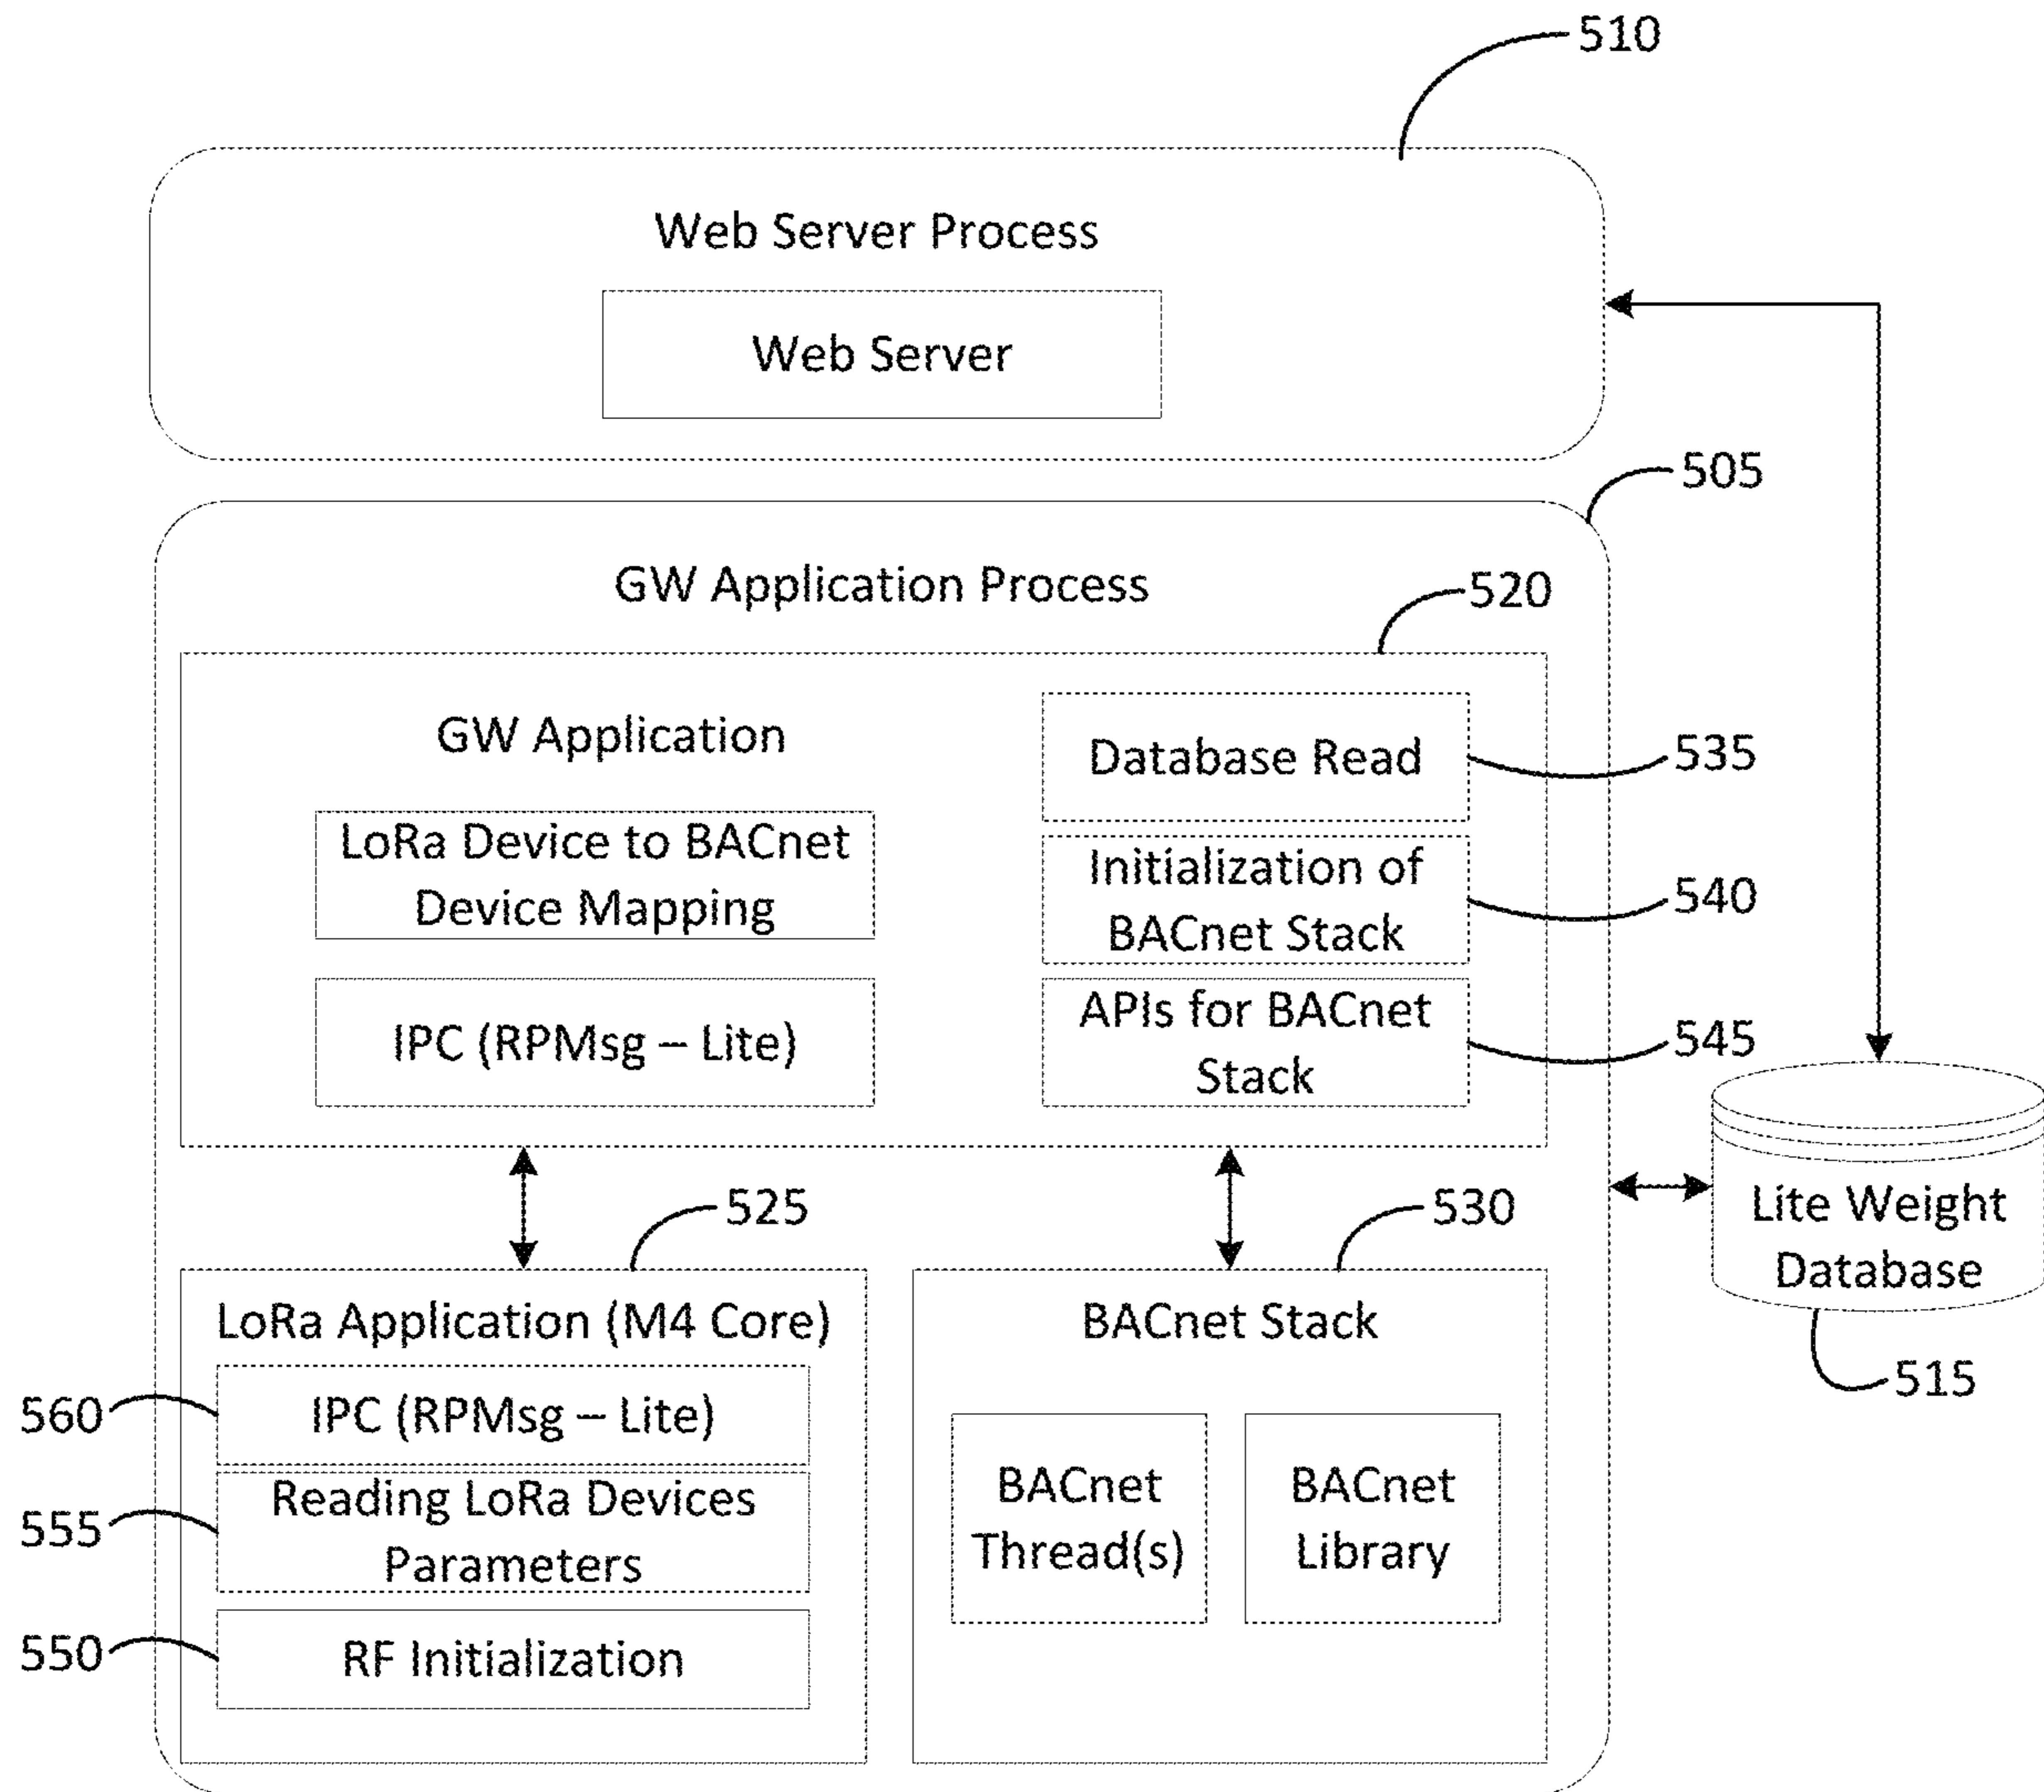 510
Web Server Process
Web Server
505
GW Application Process
520
GW Application
Database Read
535
LoRa Device to BACnet
Device Mapping
Initialization of
BACnet Stack
540
IPC (RPMsg – Lite)
APIs for BACnet
Stack
545
525
530
Lite Weight
Database
515
LoRa Application (M4 Core)
560
IPC (RPMsg – Lite)
555
Reading LoRa Devices
Parameters
550
RF Initialization
BACnet Stack
BACnet
Thread(s)
BACnet
Library